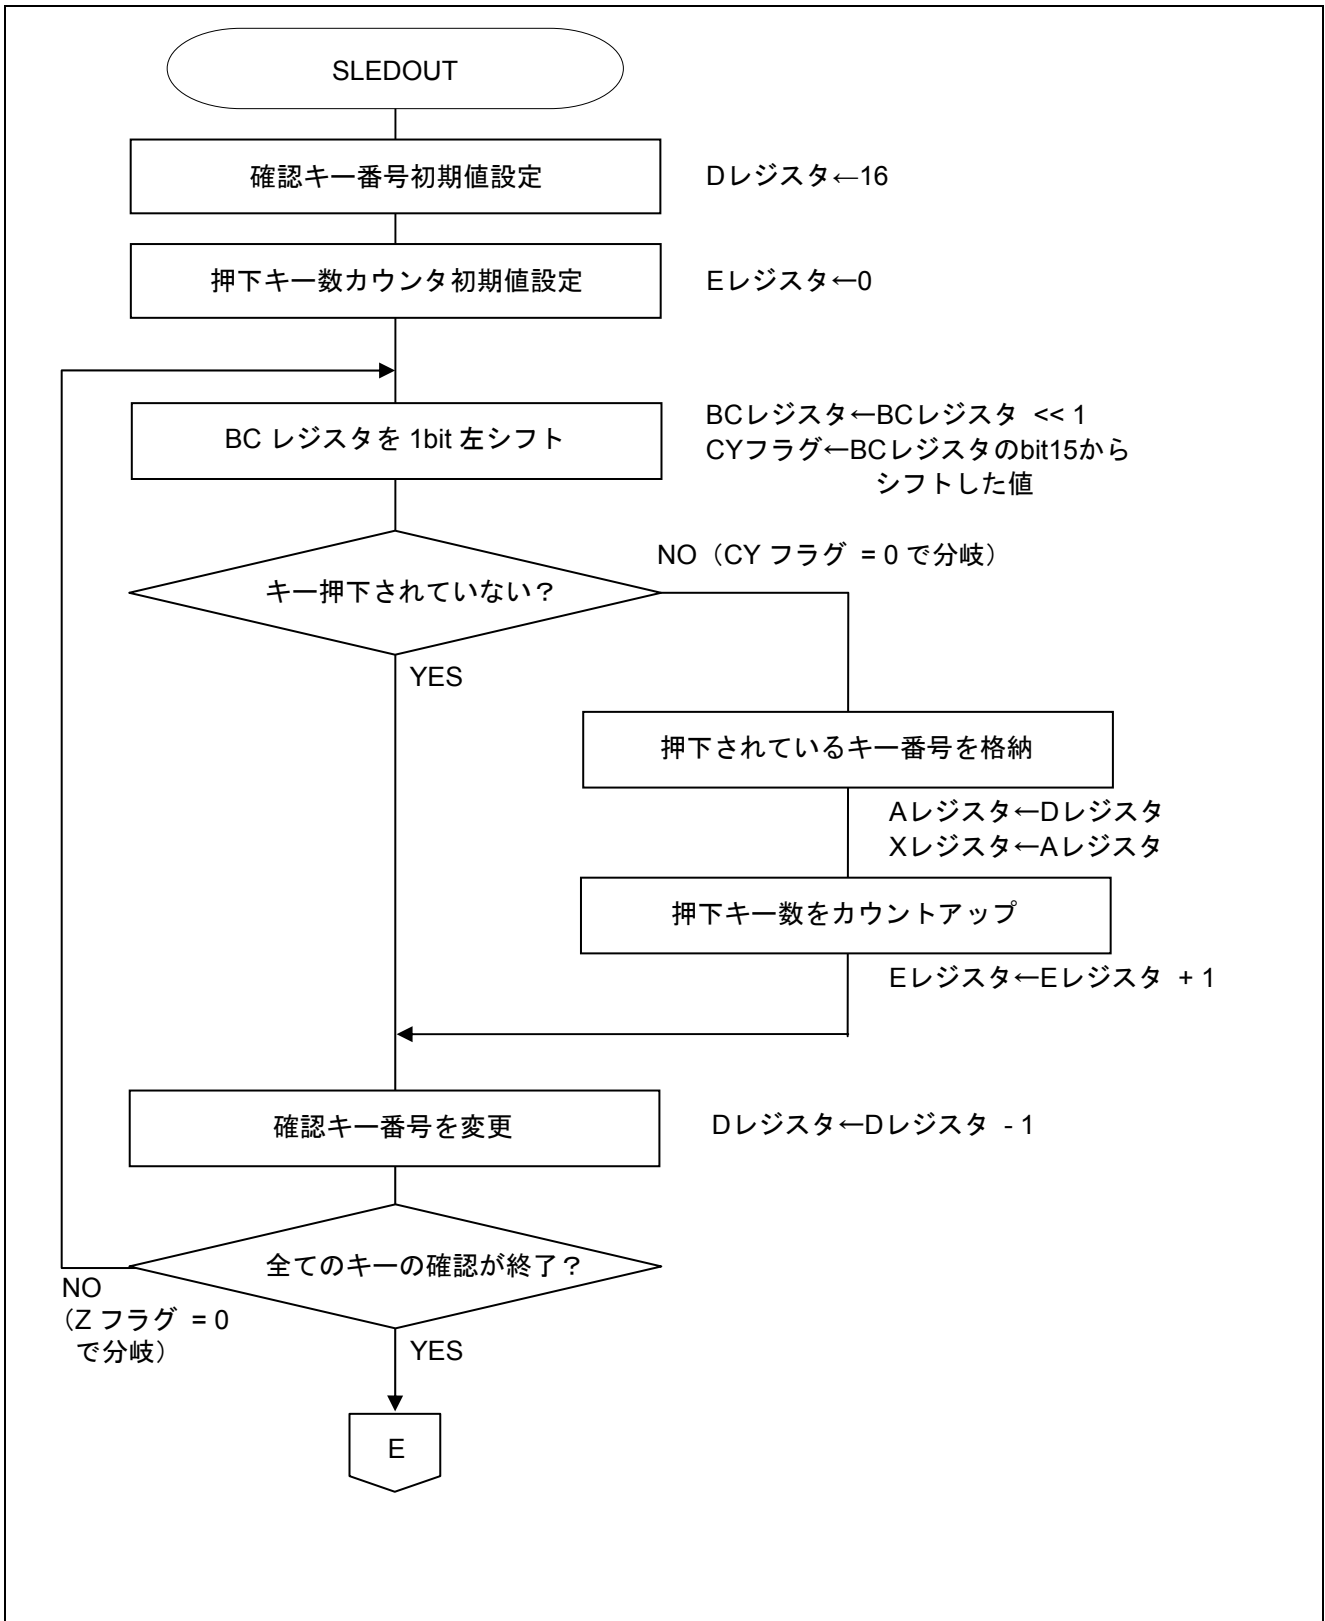 SLEDOUT
確認キー番号初期値設定
Dレジスタ←16
押下キー数カウンタ初期値設定
Eレジスタ←0
BC レジスタを 1bit 左シフト
BCレジスタ←BCレジスタ << 1
CYフラグ←BCレジスタのbit15から
シフトした値
キー押下されていない？
NO（CY フラグ = 0 で分岐）
YES
押下されているキー番号を格納
Aレジスタ←Dレジスタ
Xレジスタ←Aレジスタ
押下キー数をカウントアップ
Eレジスタ←Eレジスタ + 1
確認キー番号を変更
Dレジスタ←Dレジスタ - 1
全てのキーの確認が終了？
NO
（Z フラグ = 0
で分岐）
YES
E